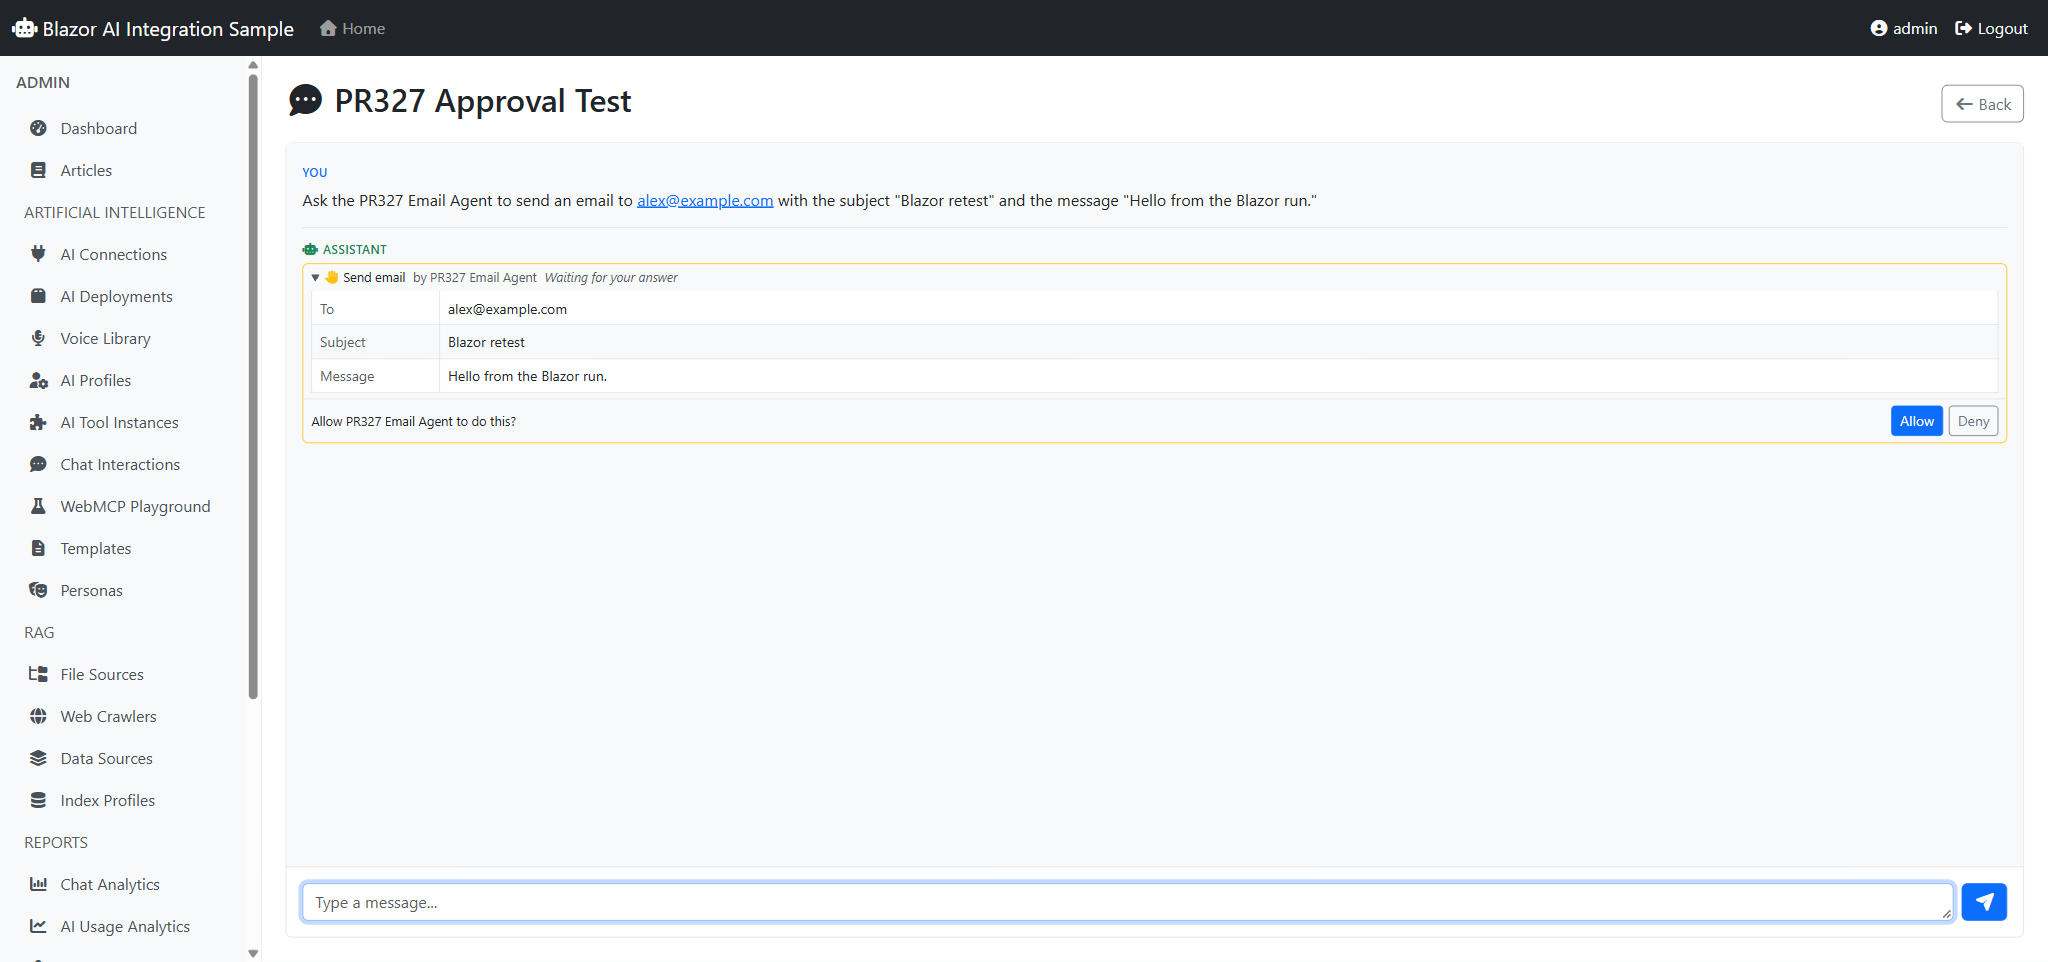 Blazor AI Integration Sample
Home
admin
Logout
ADMIN
Dashboard
Articles
ARTIFICIAL INTELLIGENCE
AI Connections
AI Deployments
Voice Library
AI Profiles
AI Tool Instances
Chat Interactions
WebMCP Playground
Templates
Personas
RAG
File Sources
Web Crawlers
Data Sources
Index Profiles
REPORTS
Chat Analytics
AI Usage Analytics
PR327 Approval Test
Back
YOU
Ask the PR327 Email Agent to send an email to alex@example.com with the subject "Blazor retest" and the message "Hello from the Blazor run."
ASSISTANT
Send email by PR327 Email Agent Waiting for your answer
To alex@example.com
Subject Blazor retest
Message Hello from the Blazor run.
Allow PR327 Email Agent to do this?
Allow
Deny
Type a message...